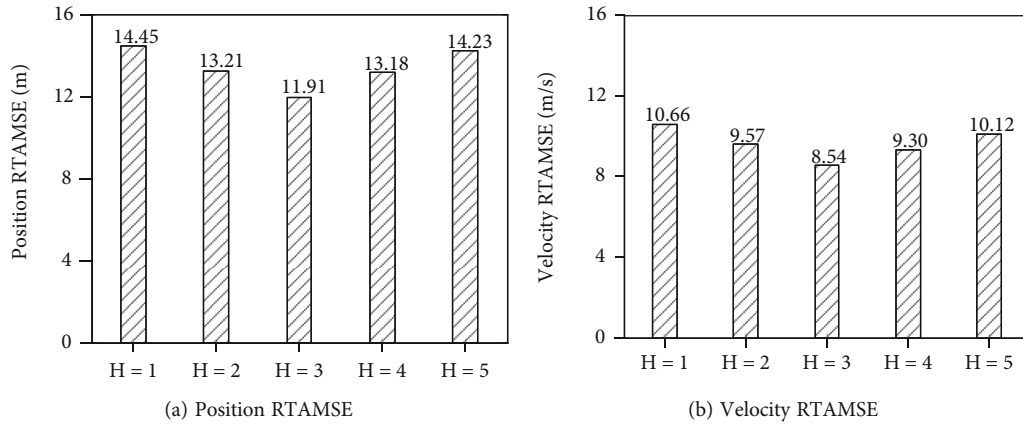 Position RTAMSE (m)
16
12
8
4
0
14.45
13.21
11.91
13.18
14.23
H = 1
H = 2
H = 3
H = 4
H = 5
(a) Position RTAMSE
Velocity RTAMSE (m/s)
16
12
8
4
0
10.66
9.57
8.54
9.30
10.12
H = 1
H = 2
H = 3
H = 4
H = 5
(b) Velocity RTAMSE